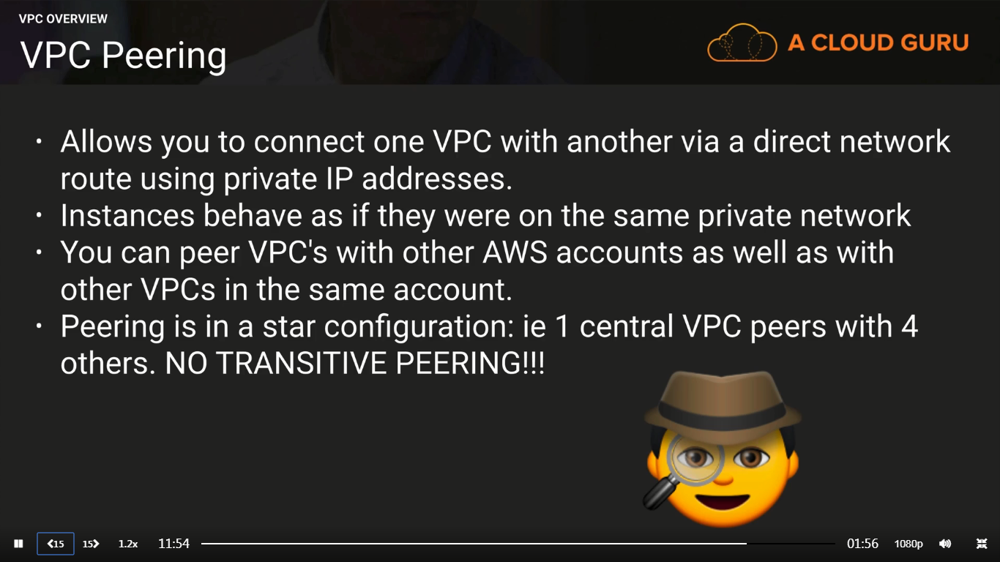 VPC OVERVIEW
VPC Peering
A CLOUD GURU
• Allows you to connect one VPC with another via a direct network
route using private IP addresses.
• Instances behave as if they were on the same private network
• You can peer VPC's with other AWS accounts as well as with
other VPCs in the same account.
• Peering is in a star configuration: ie 1 central VPC peers with 4
others. NO TRANSITIVE PEERING!!!
15 15 1.2x 11:54 01:56 1080p